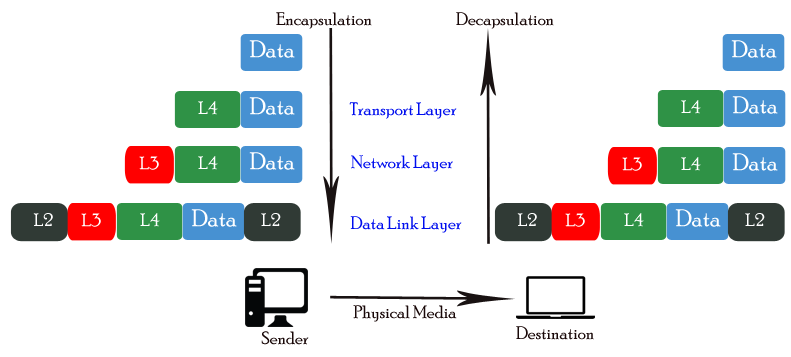 Encapsulation Decapsulation
Data Data
L4 Data Transport Layer L4 Data
L3 L4 Data Network Layer L3 L4 Data
L2 L3 L4 Data L2 Data Link Layer L2 L3 L4 Data L2
Physical Media
Sender Destination